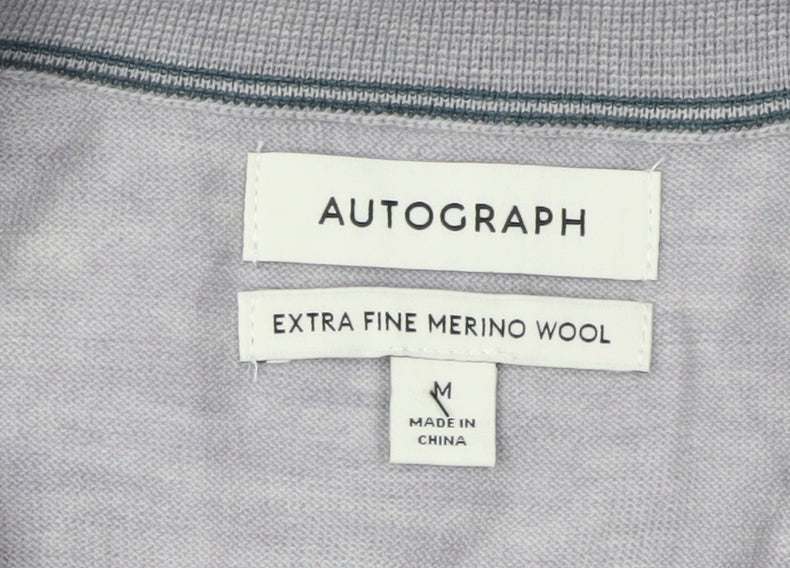 AUTOGRAPH
EXTRA FINE MERINO WOOL
M
MADE IN
CHINA